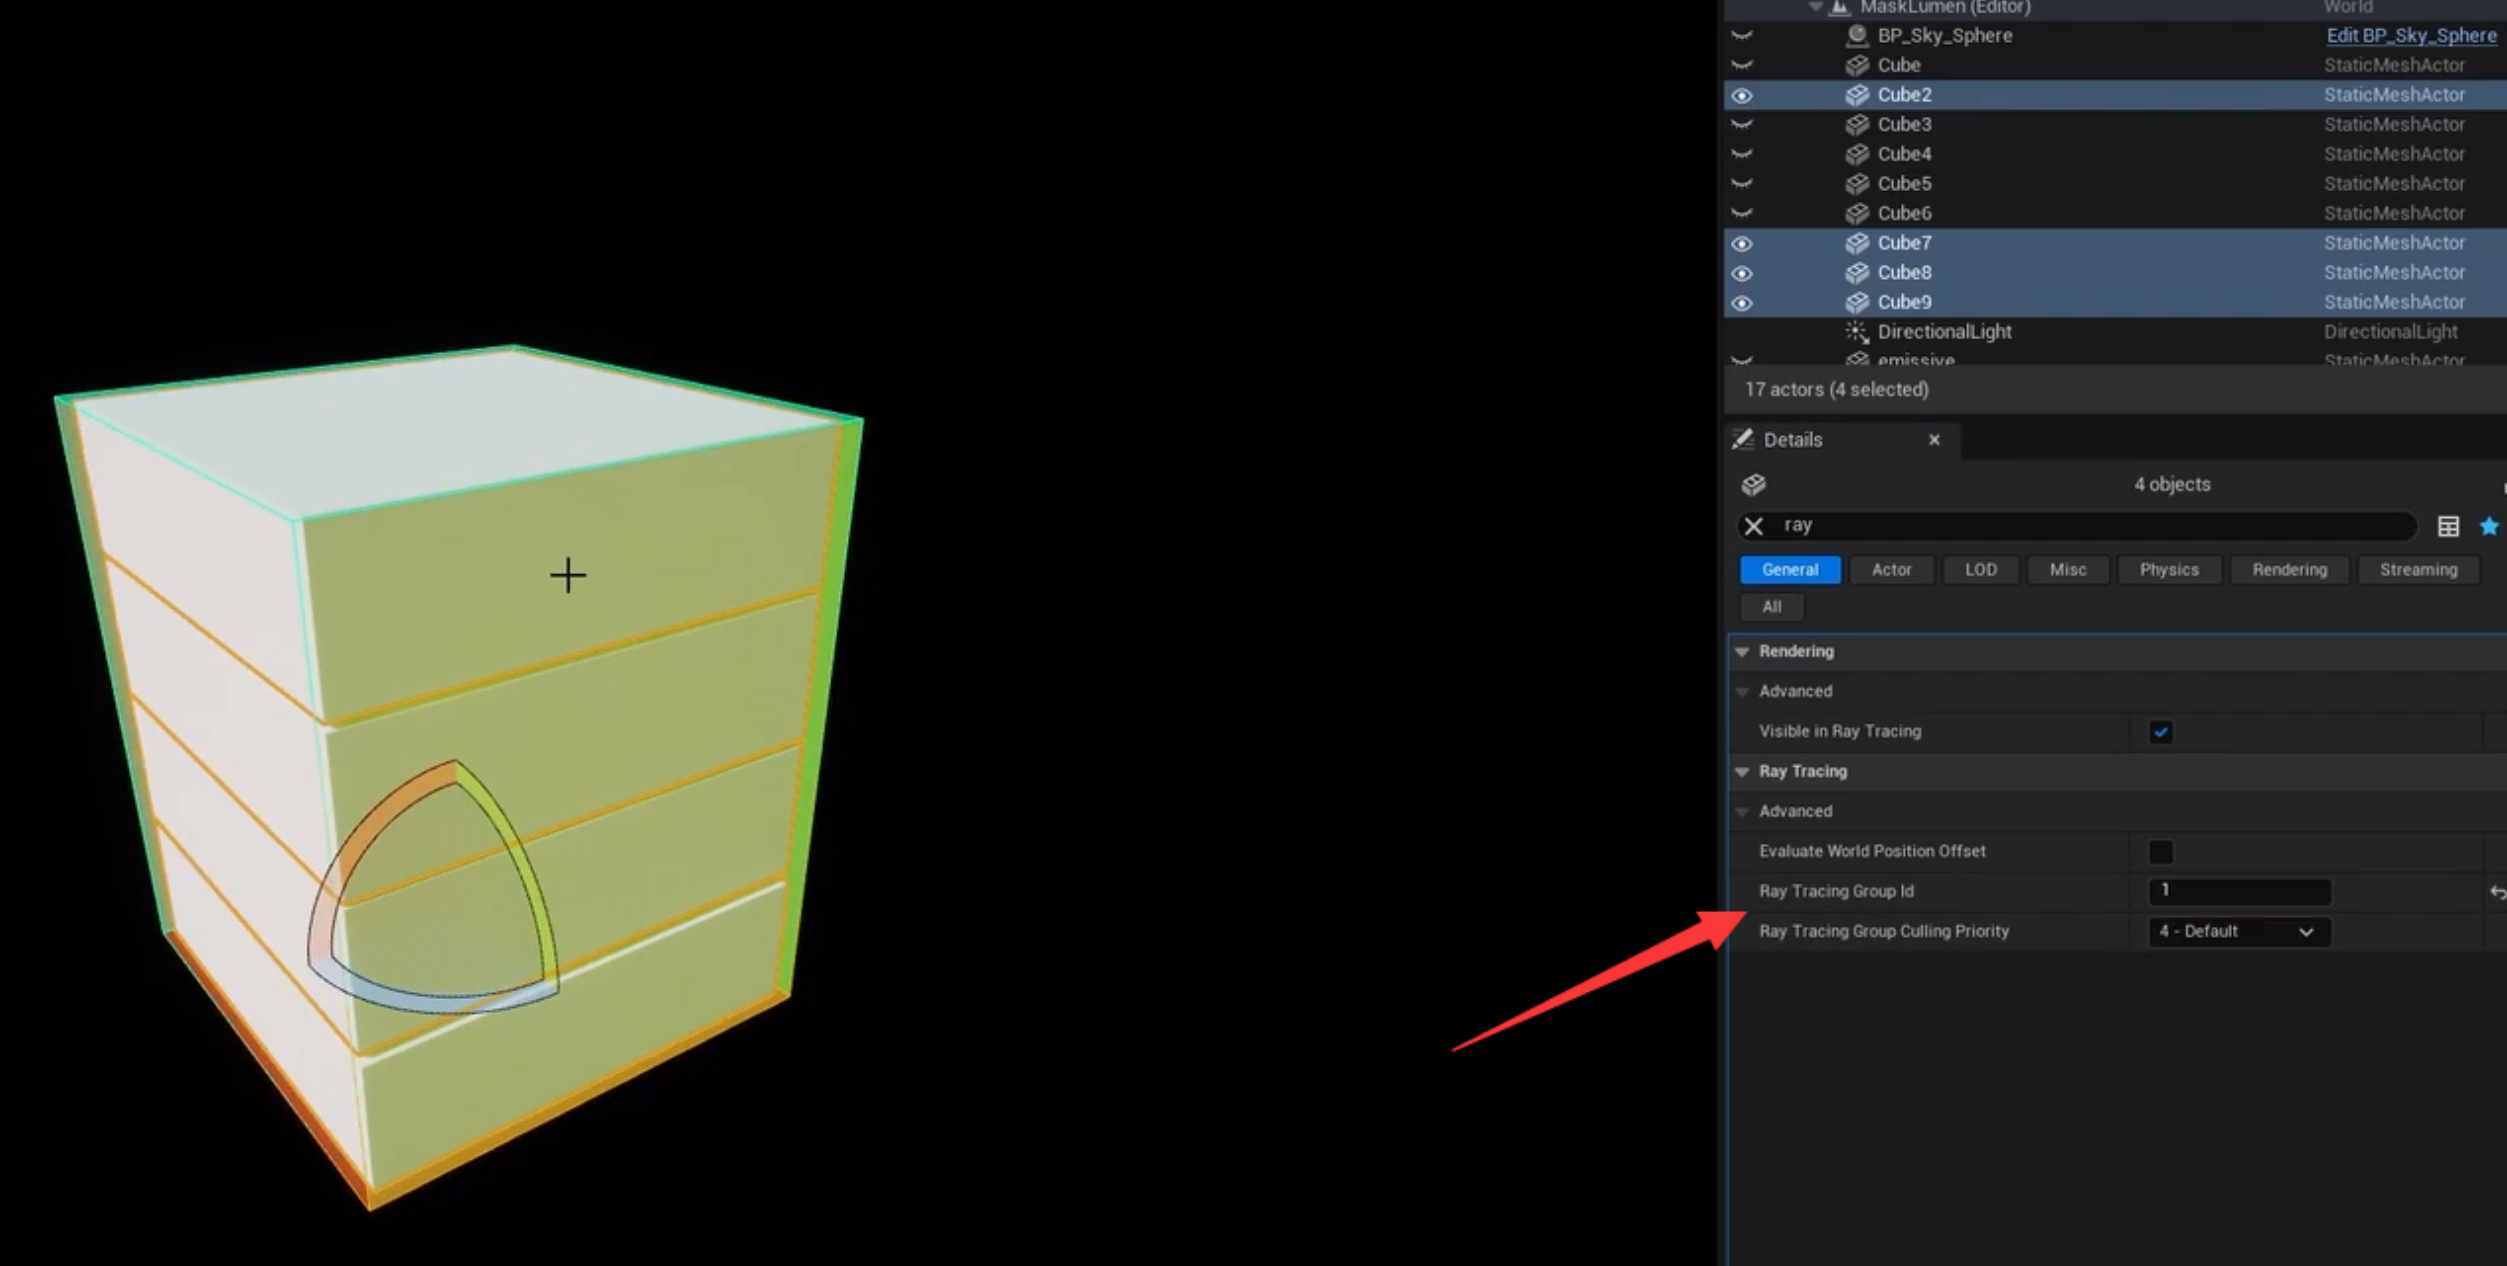 MaskLumen (Editor) World
BP_Sky_Sphere Edit BP_Sky_Sphere
Cube StaticMeshActor
Cube2 StaticMeshActor
Cube3 StaticMeshActor
Cube4 StaticMeshActor
Cube5 StaticMeshActor
Cube6 StaticMeshActor
Cube7 StaticMeshActor
Cube8 StaticMeshActor
Cube9 StaticMeshActor
DirectionalLight DirectionalLight
emissive StaticMeshActor
17 actors (4 selected)
Details
4 objects
ray
General Actor LOD Misc Physics Rendering Streaming
All
Rendering
Advanced
Visible in Ray Tracing
Ray Tracing
Advanced
Evaluate World Position Offset
Ray Tracing Group Id 1
Ray Tracing Group Culling Priority 4 - Default